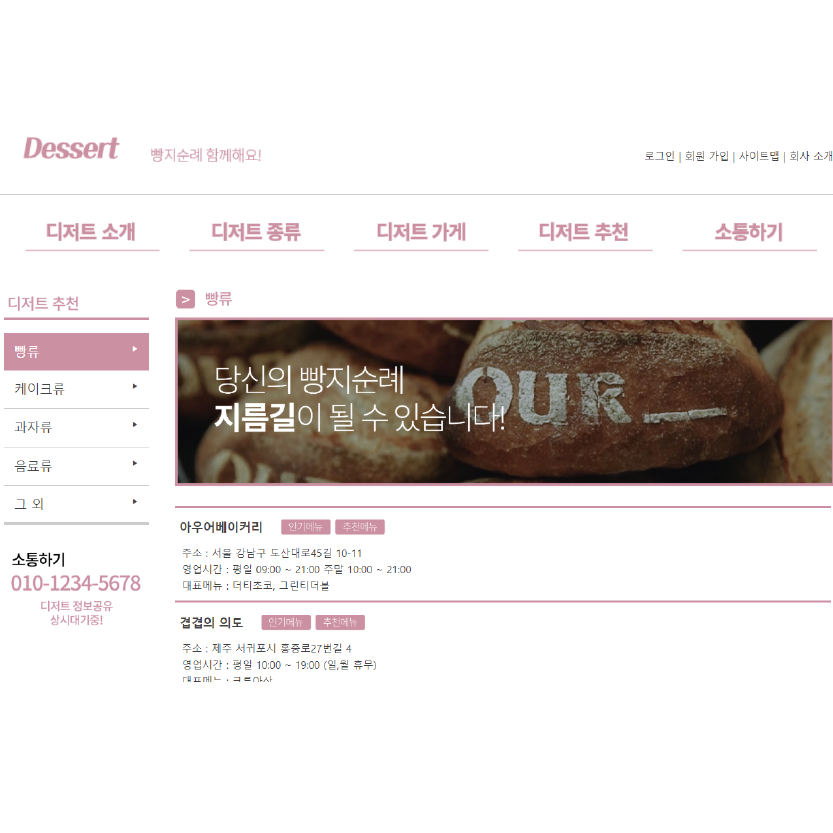 Dessert 빵지순례 함께해요!
로그인 | 회원 가입 | 사이트맵 | 회사 소개
디저트 소개 디저트 종류 디저트 가게 디저트 추천 소통하기
디저트 추천
빵류
케이크류
과자류
음료류
그 외
소통하기
010-1234-5678
디저트 정보공유
상시대기중!
> 빵류
당신의 빵지순례
지름길이 될 수 있습니다!
OUR_
아우어베이커리 인기메뉴 추천메뉴
주소 : 서울 강남구 도산대로45길 10-11
영업시간 : 평일 09:00 ~ 21:00 주말 10:00 ~ 21:00
대표메뉴 : 더티초코, 그린티더블
겹겹의 의도 인기메뉴 추천메뉴
주소 : 제주 서귀포시 홍중로27번길 4
영업시간 : 평일 10:00 ~ 19:00 (일,월 휴무)
대표메뉴 : 크루아상